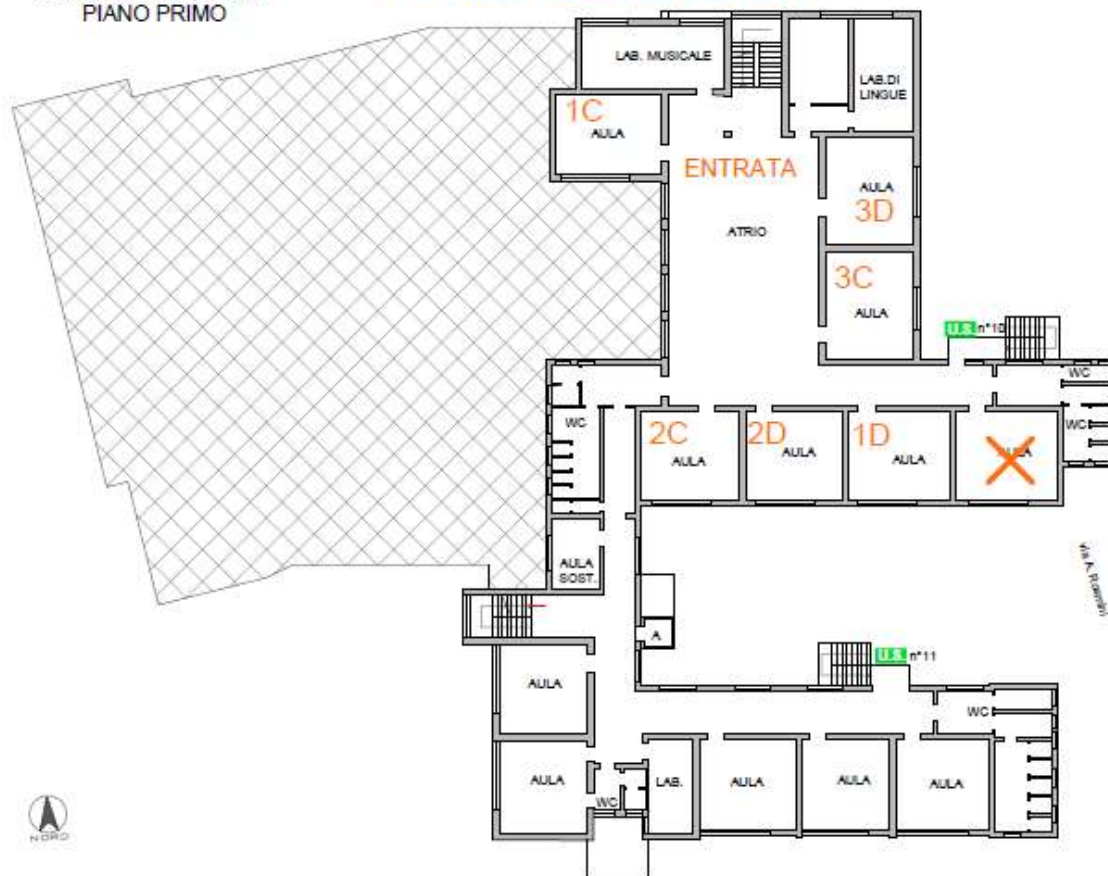 PIANO PRIMO
LAB. MUSICALE
LAB.DI
LINGUE
1C
AULA
ENTRATA
AULA
3D
ATRIO
3C
AULA
U.S. n°10
WC
WC
WC
2C
AULA
2D
AULA
1D
AULA
AULA
AULA
SOST.
via A. Rosmini
A
U.S. n°11
AULA
WC
AULA
WC
LAB.
AULA
AULA
AULA
NORD